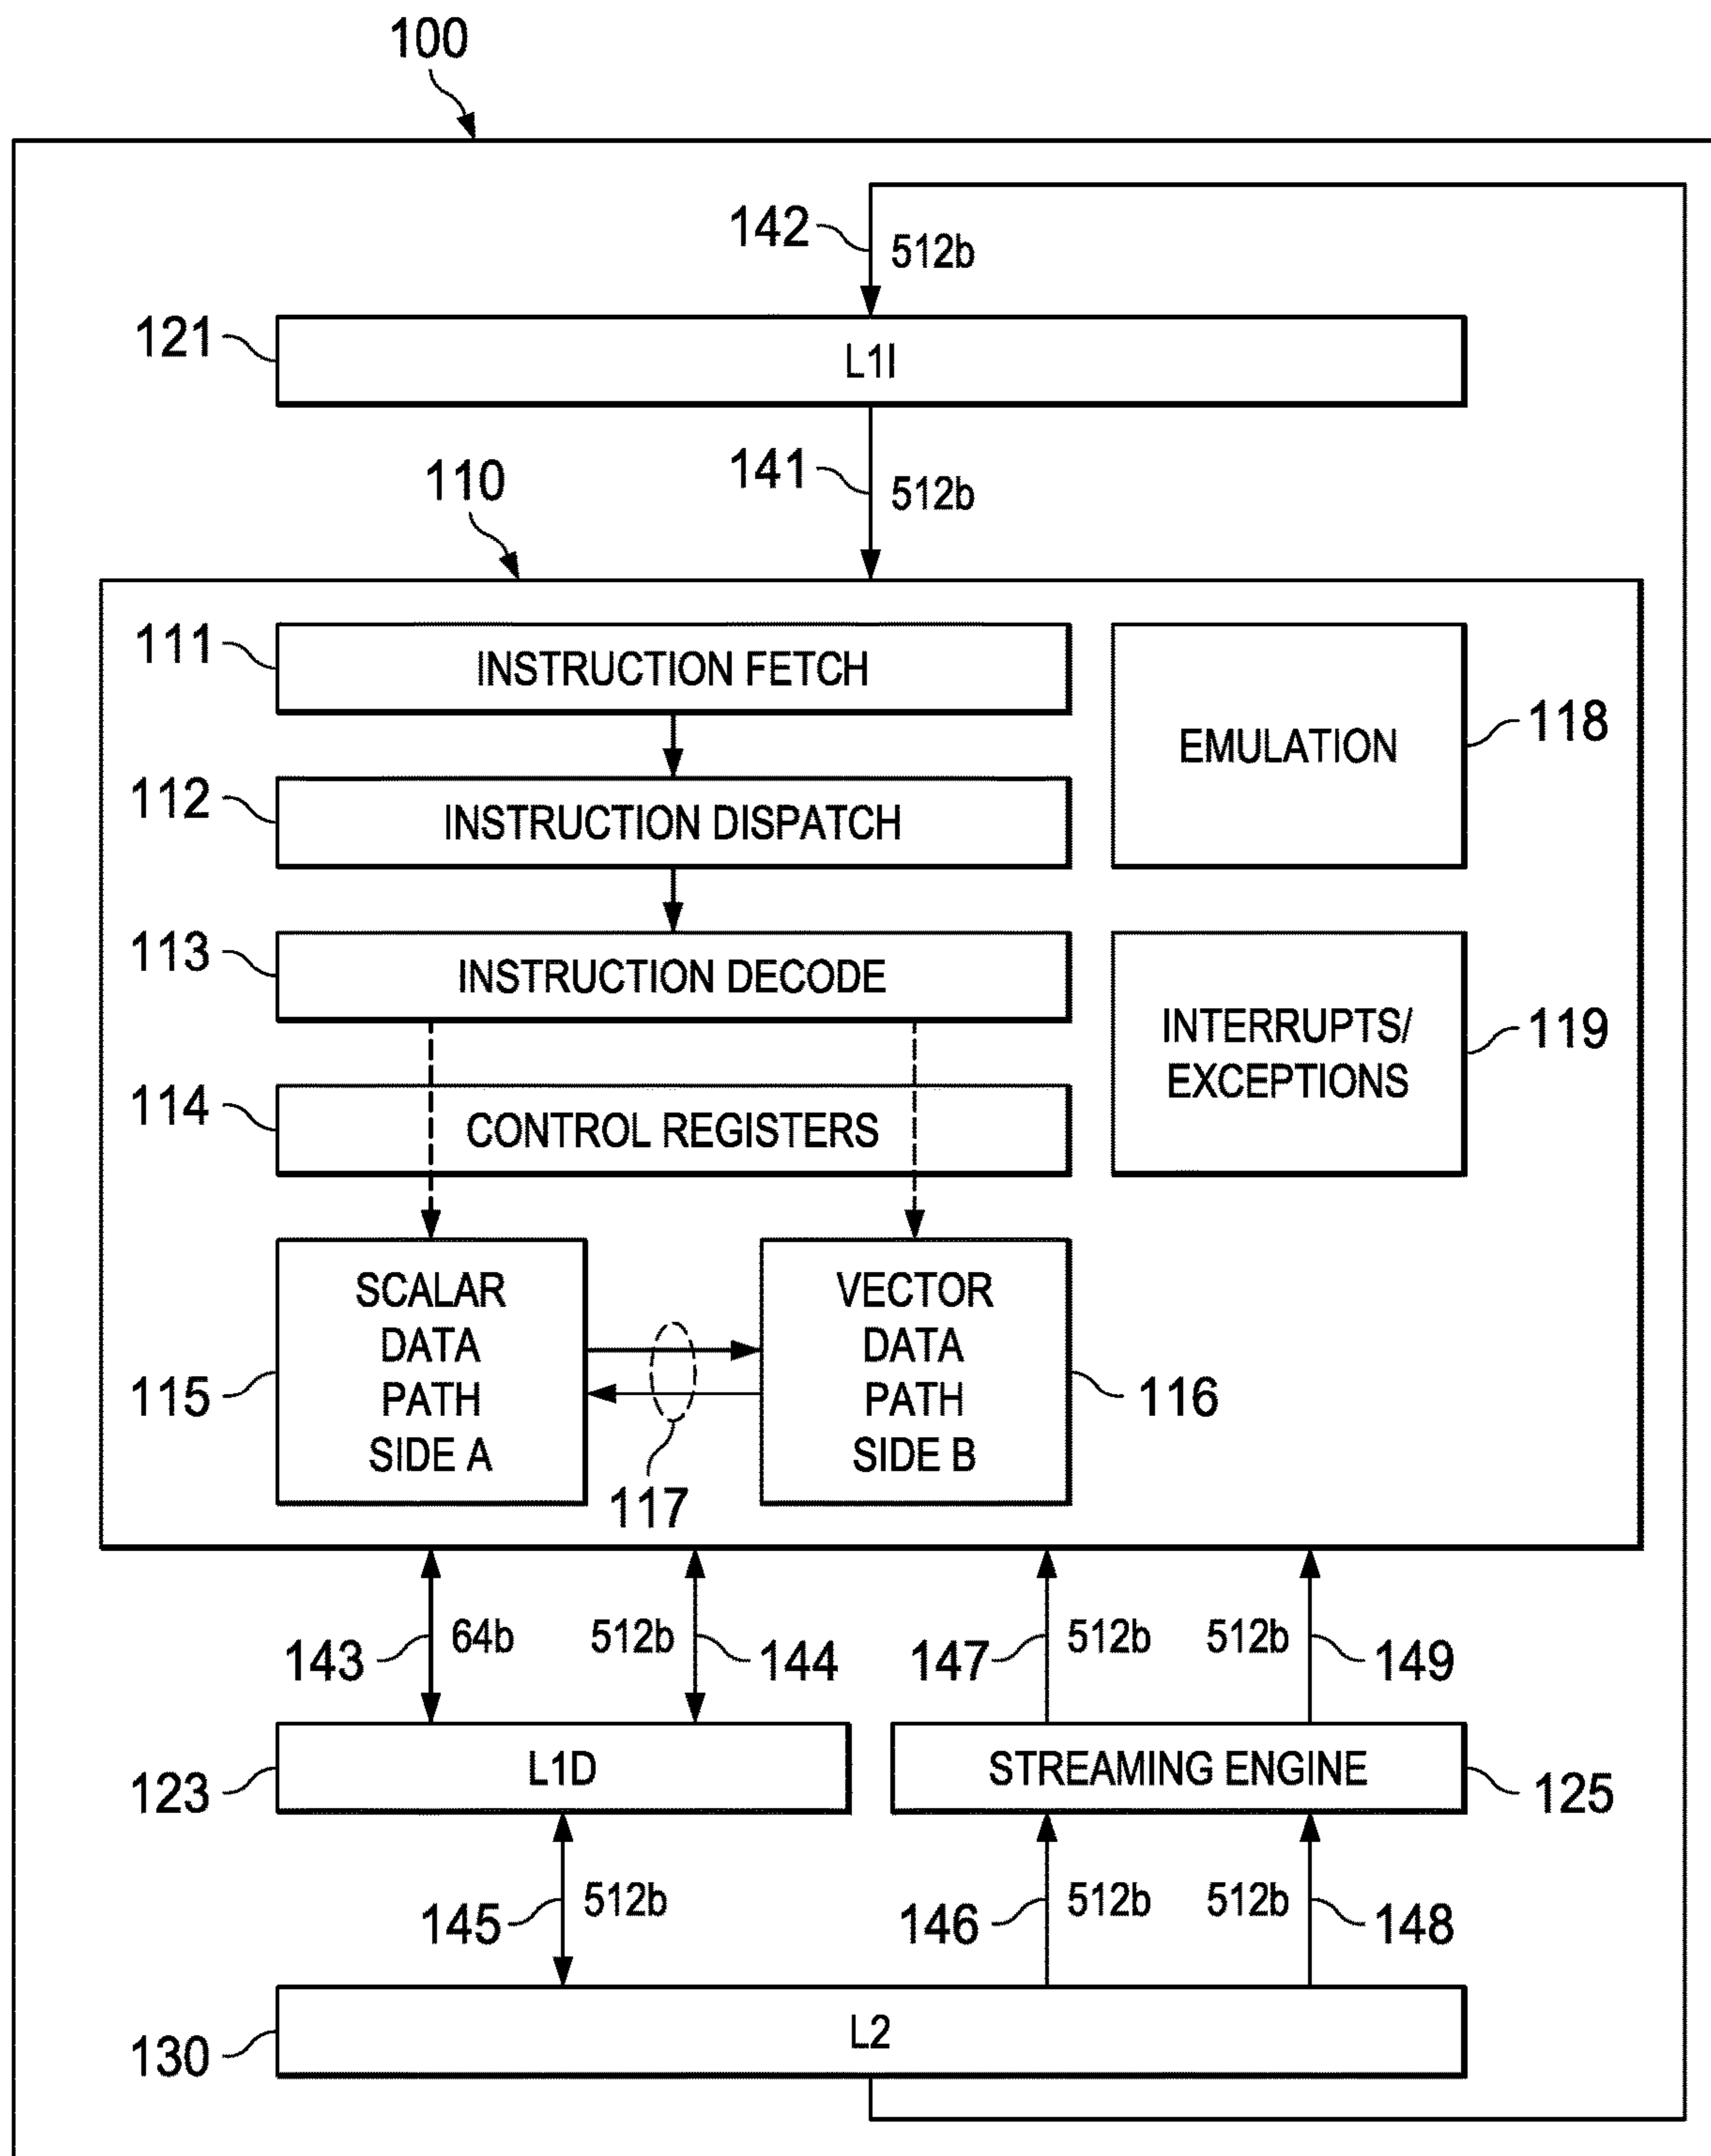 100
142
512b
121
L1I
141
512b
110
111
INSTRUCTION FETCH
118
EMULATION
112
INSTRUCTION DISPATCH
113
INSTRUCTION DECODE
119
INTERRUPTS/
EXCEPTIONS
114
CONTROL REGISTERS
115
SCALAR
DATA
PATH
SIDE A
VECTOR
DATA
PATH
SIDE B
116
117
143
64b
512b
144
147
512b
512b
149
123
L1D
STREAMING ENGINE
125
145
512b
146
512b
512b
148
130
L2